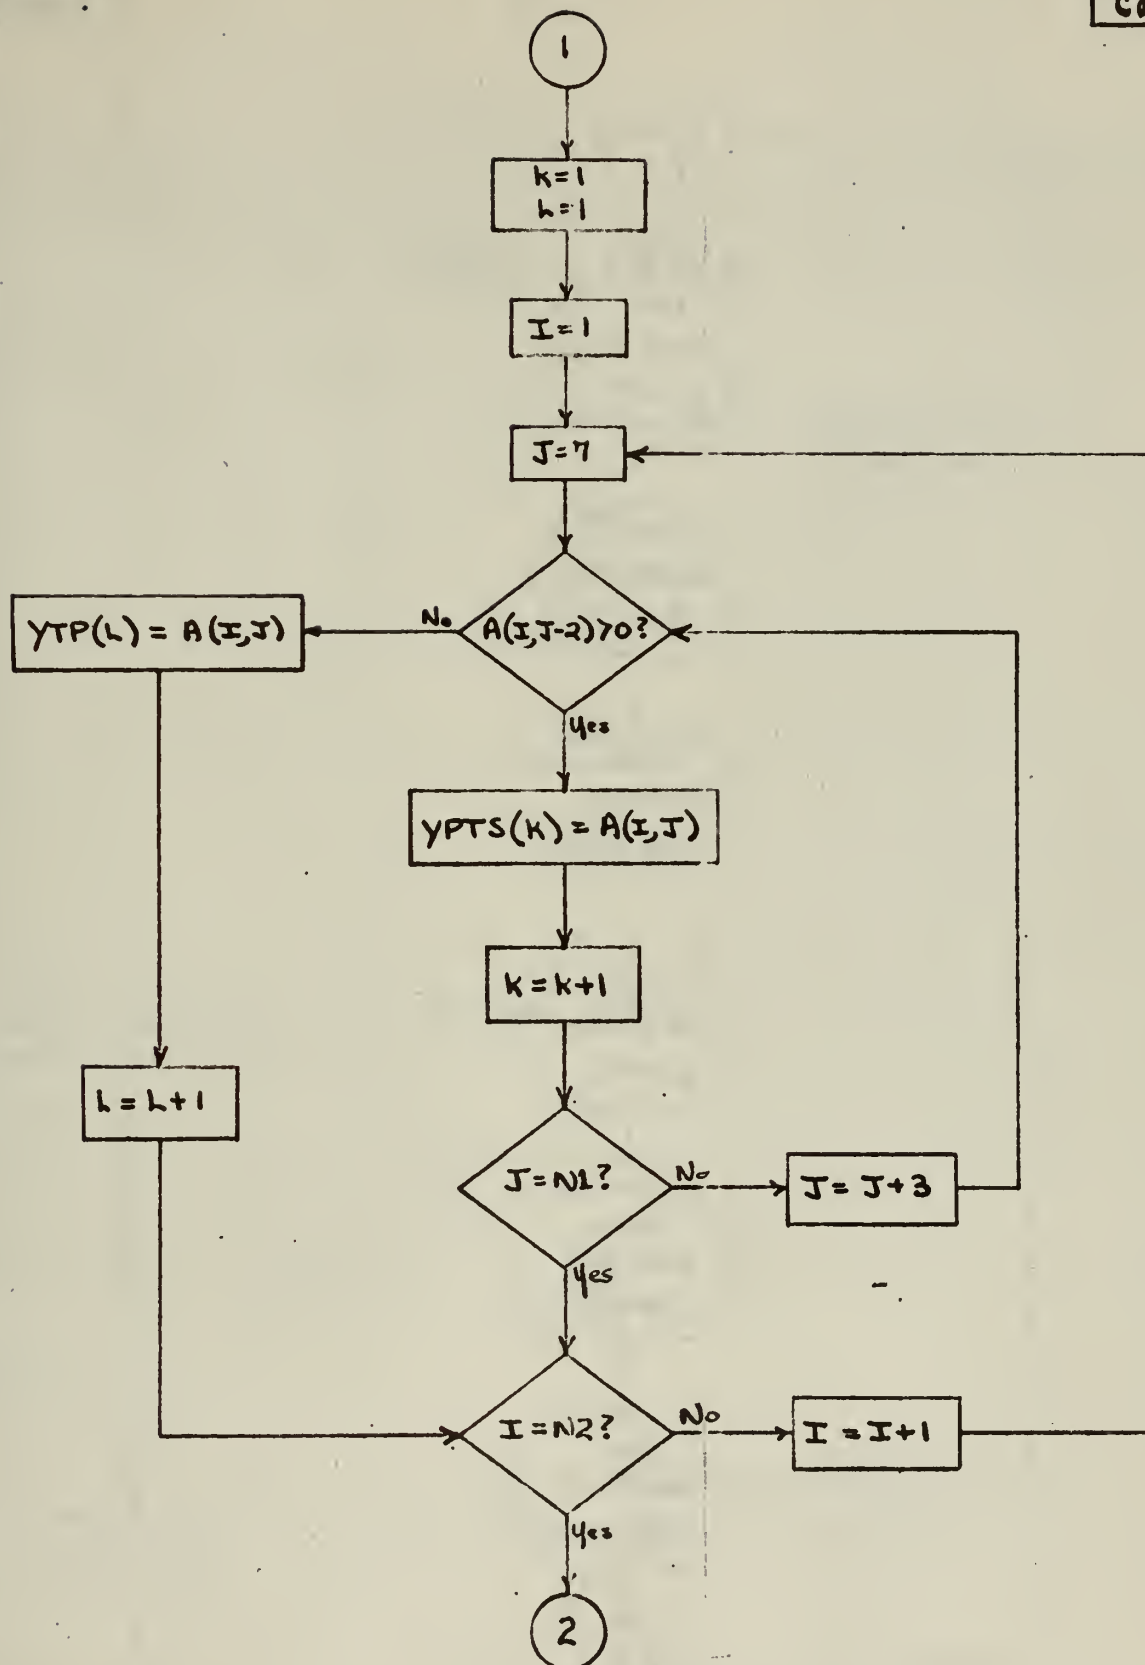 1
K=1
L=1
I=1
J=7
A(I,J-2)>0?
No
YTP(L) = A(I,J)
Yes
YPTS(K) = A(I,J)
K=K+1
L=L+1
J=N1?
No
J=J+3
Yes
I=N2?
No
I=I+1
Yes
2